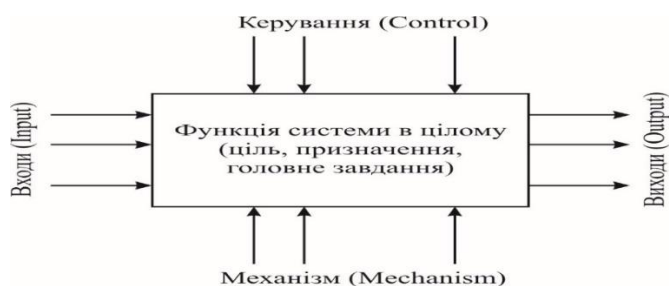 Керування (Control)
Входи (Input)
Функція системи в цілому
(ціль, призначення,
головне завдання)
Виходи (Output)
Механізм (Mechanism)